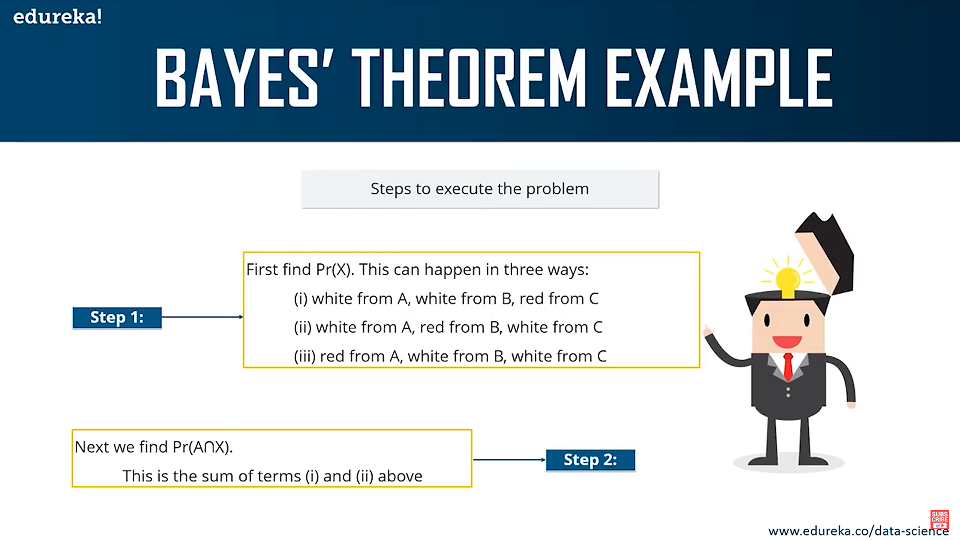 edureka!
BAYES' THEOREM EXAMPLE
Steps to execute the problem
Step 1:
First find Pr(X). This can happen in three ways:
(i) white from A, white from B, red from C
(ii) white from A, red from B, white from C
(iii) red from A, white from B, white from C
Next we find Pr(A∩X).
This is the sum of terms (i) and (ii) above
Step 2:
SUBS
CRIBE
www.edureka.co/data-science